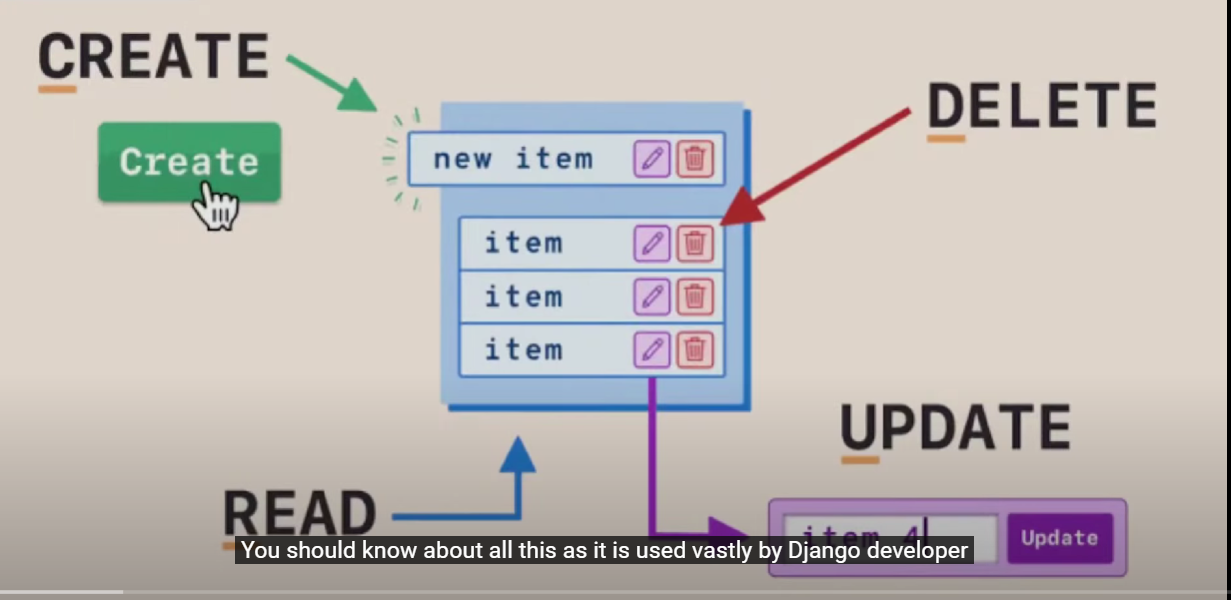 CREATE
Create
DELETE
new item
item
item
item
UPDATE
item 4
Update
READ
You should know about all this as it is used vastly by Django developer